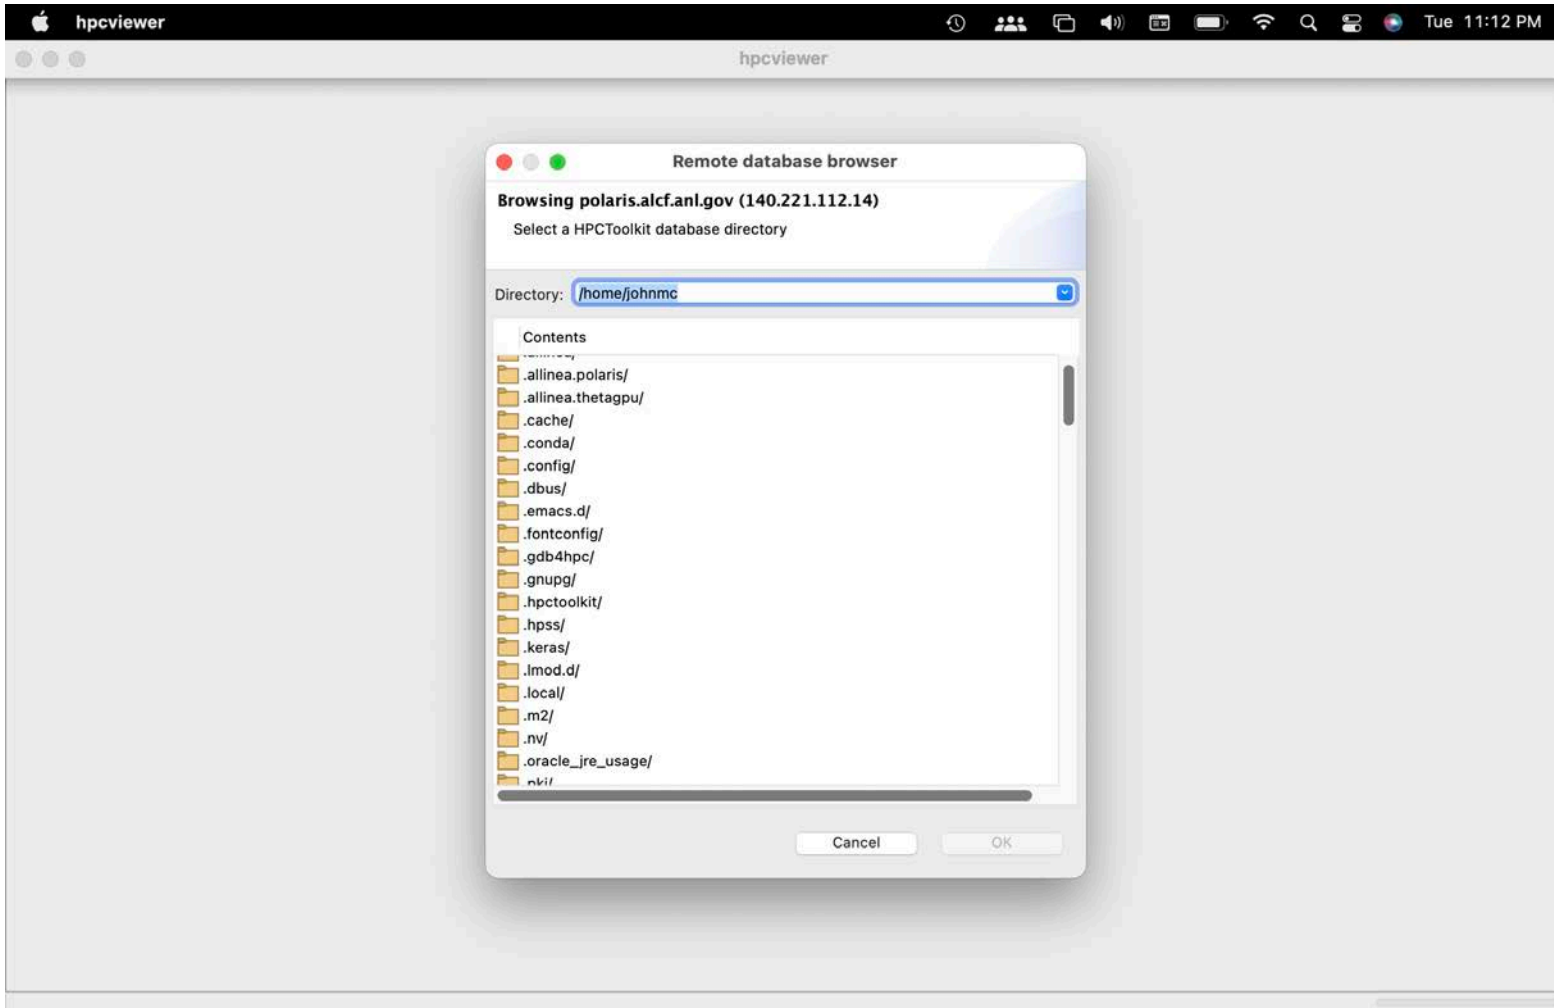 hpcviewer
Tue 11:12 PM
hpcviewer
Remote database browser
Browsing polaris.alcf.anl.gov (140.221.112.14)
Select a HPCToolkit database directory
Directory: /home/johnmc
Contents
.allinea.polaris/
.allinea.thetagpu/
.cache/
.conda/
.config/
.dbus/
.emacs.d/
.fontconfig/
.gdb4hpc/
.gnupg/
.hpctoolkit/
.hpss/
.keras/
.lmod.d/
.local/
.m2/
.nv/
.oracle_jre_usage/
.pki/
Cancel
OK